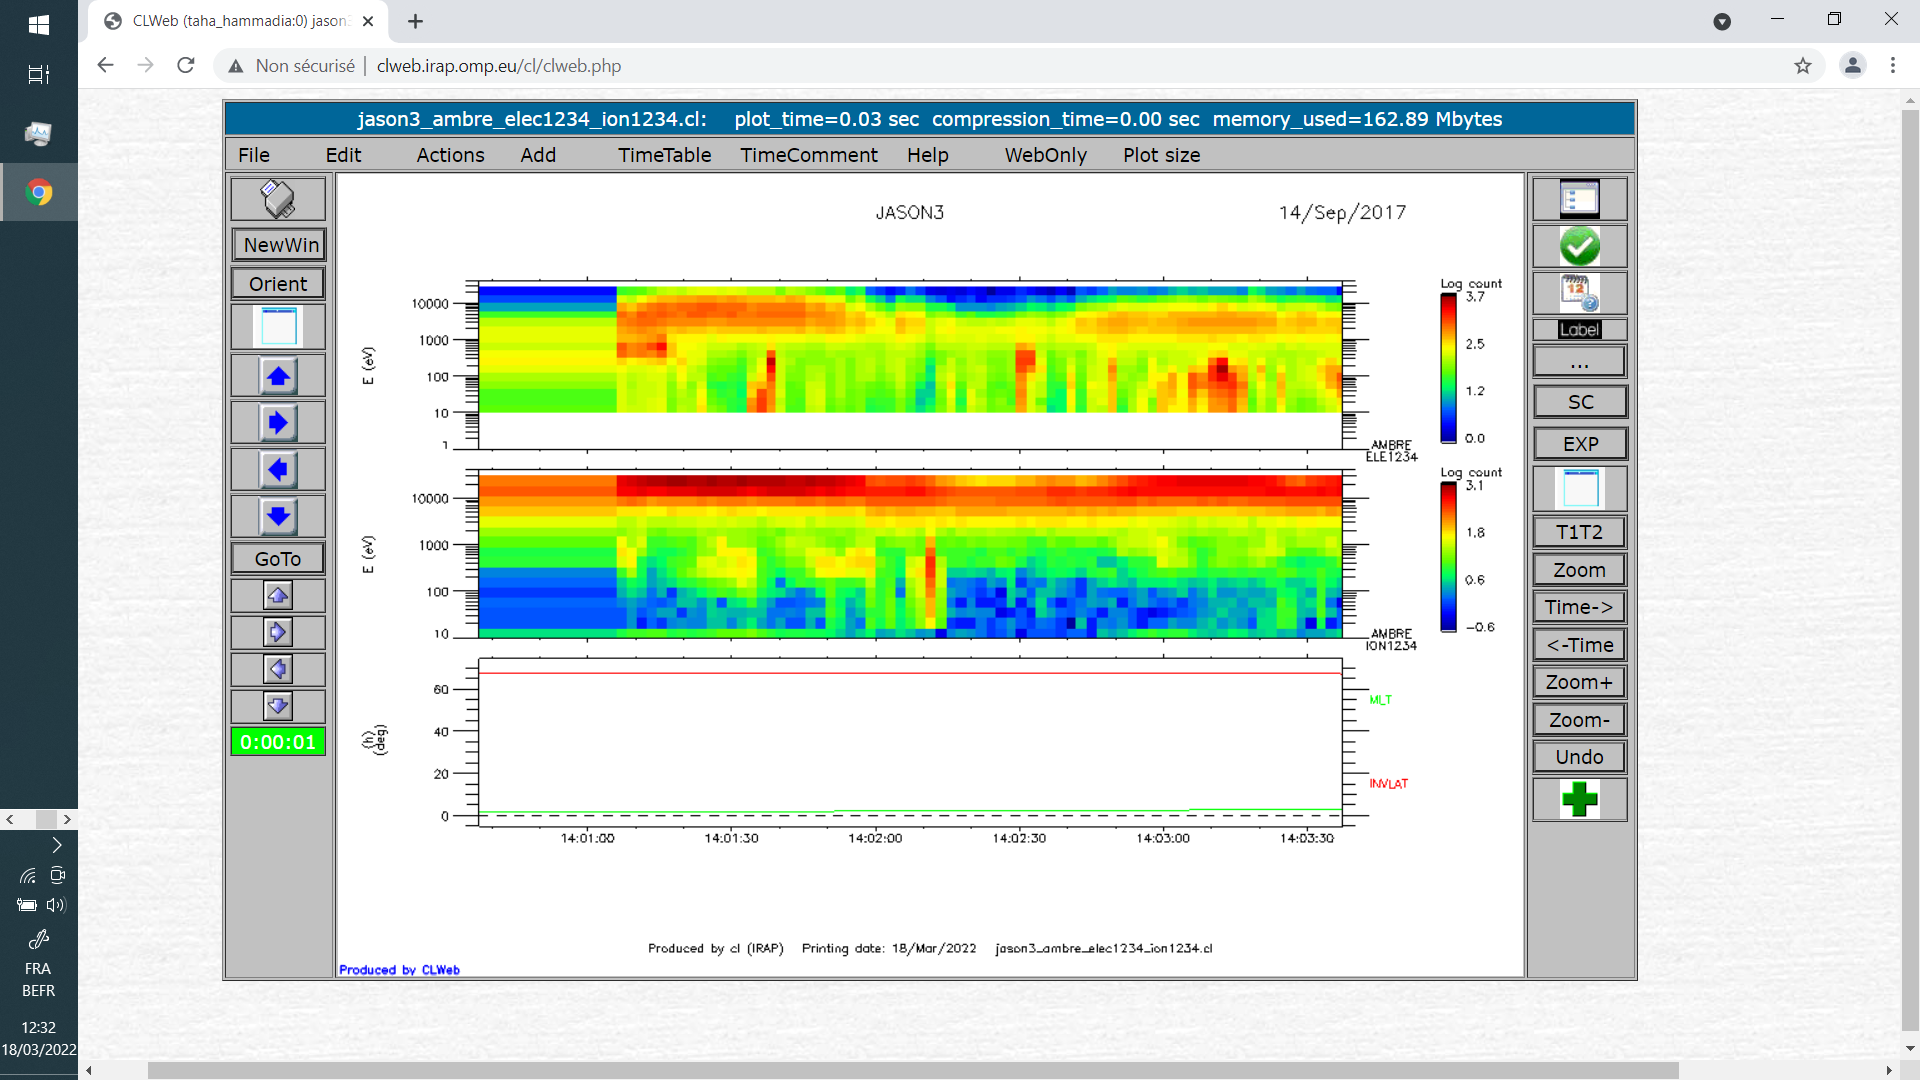 CLWeb (taha_hammadia:0) jason3
Non sécurisé | clweb.irap.omp.eu/cl/clweb.php
jason3_ambre_elec1234_ion1234.cl: plot_time=0.03 sec compression_time=0.00 sec memory_used=162.89 Mbytes
File Edit Actions Add TimeTable TimeComment Help WebOnly Plot size
NewWin
Orient
GoTo
0:00:01
JASON3 14/Sep/2017
10000
1000
100
10
1
E (eV)
Log count
3.7
2.5
1.2
0.0
AMBRE
ELE1234
10000
1000
100
10
E (eV)
Log count
3.1
1.8
0.6
-0.6
AMBRE
ION1234
60
40
20
0
(h)
(deg)
MLT
INVLAT
14:01:00 14:01:30 14:02:00 14:02:30 14:03:00 14:03:30
Produced by cl (IRAP) Printing date: 18/Mar/2022 jason3_ambre_elec1234_ion1234.cl
Produced by CLWeb
12
Label
...
SC
EXP
T1T2
Zoom
Time->
<-Time
Zoom+
Zoom-
Undo
FRA
BEFR
12:32
18/03/2022